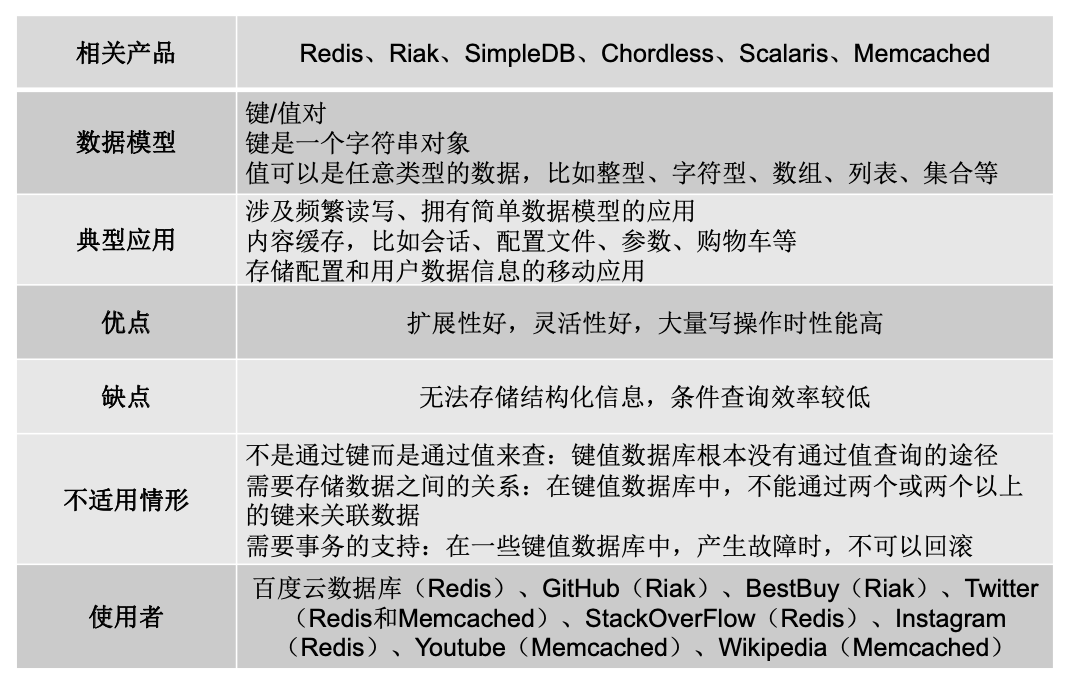 相关产品
Redis、Riak、SimpleDB、Chordless、Scalaris、Memcached
数据模型
键/值对
键是一个字符串对象
值可以是任意类型的数据，比如整型、字符型、数组、列表、集合等
典型应用
涉及频繁读写、拥有简单数据模型的应用
内容缓存，比如会话、配置文件、参数、购物车等
存储配置和用户数据信息的移动应用
优点
扩展性好，灵活性好，大量写操作时性能高
缺点
无法存储结构化信息，条件查询效率较低
不适用情形
不是通过键而是通过值来查：键值数据库根本没有通过值查询的途径
需要存储数据之间的关系：在键值数据库中，不能通过两个或两个以上
的键来关联数据
需要事务的支持：在一些键值数据库中，产生故障时，不可以回滚
使用者
百度云数据库（Redis）、GitHub（Riak）、BestBuy（Riak）、Twitter
（Redis和Memcached）、StackOverFlow（Redis）、Instagram
（Redis）、Youtube（Memcached）、Wikipedia（Memcached）